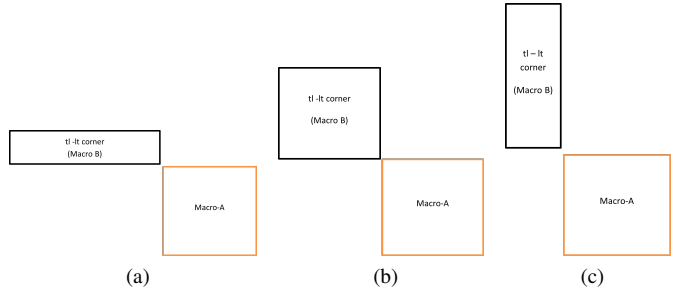 tl -lt corner
(Macro B)
Macro-A
(a)
tl -lt corner
(Macro B)
Macro-A
(b)
tl – lt
corner
(Macro B)
Macro-A
(c)